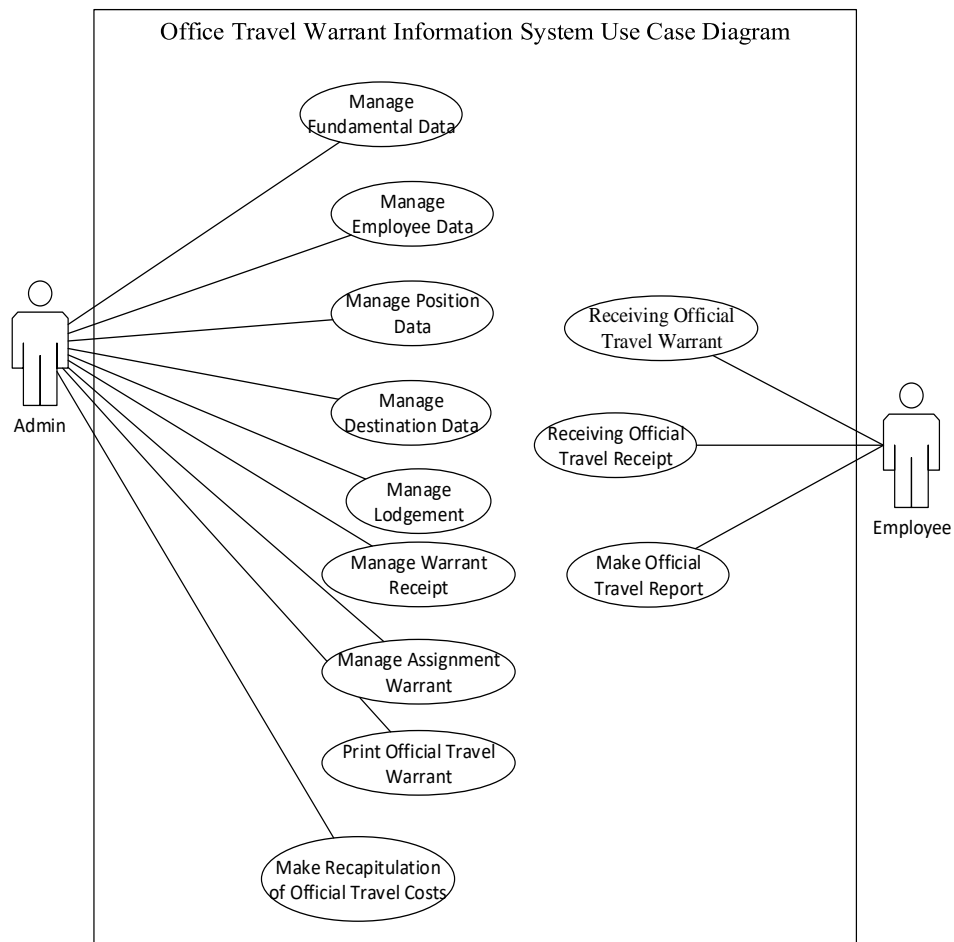 Office Travel Warrant Information System Use Case Diagram
Manage
Fundamental Data
Manage
Employee Data
Manage Position
Data
Manage
Destination Data
Manage
Lodgement
Manage Warrant
Receipt
Manage Assignment
Warrant
Print Official Travel
Warrant
Make Recapitulation
of Official Travel Costs
Admin
Receiving Official
Travel Warrant
Receiving Official
Travel Receipt
Make Official
Travel Report
Employee